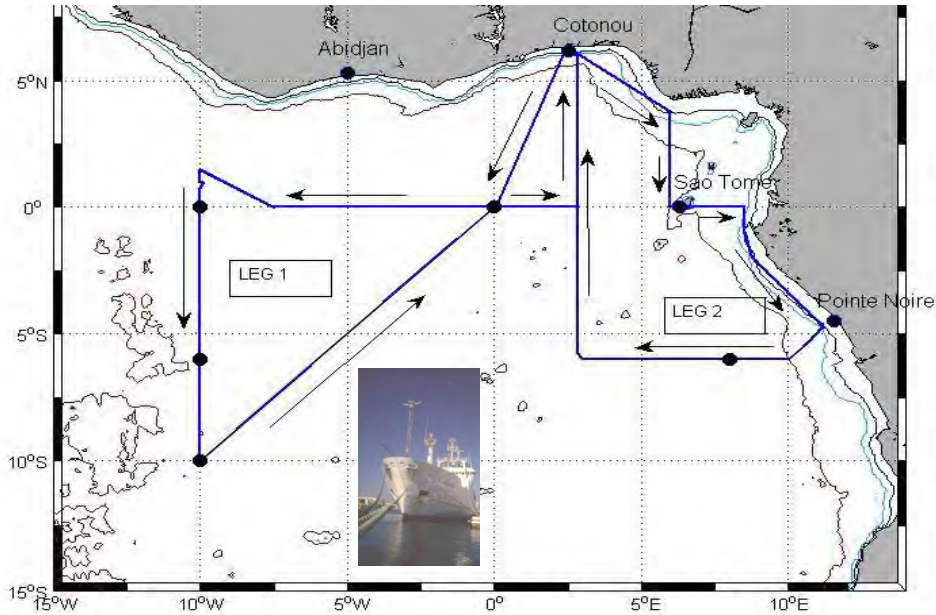 Cotonou
Abidjan
5°N
Sao Tome
0°
LEG 1
LEG 2
Pointe Noire
5°S
10°S
15°S
15°W
10°W
5°W
0°
5°E
10°E